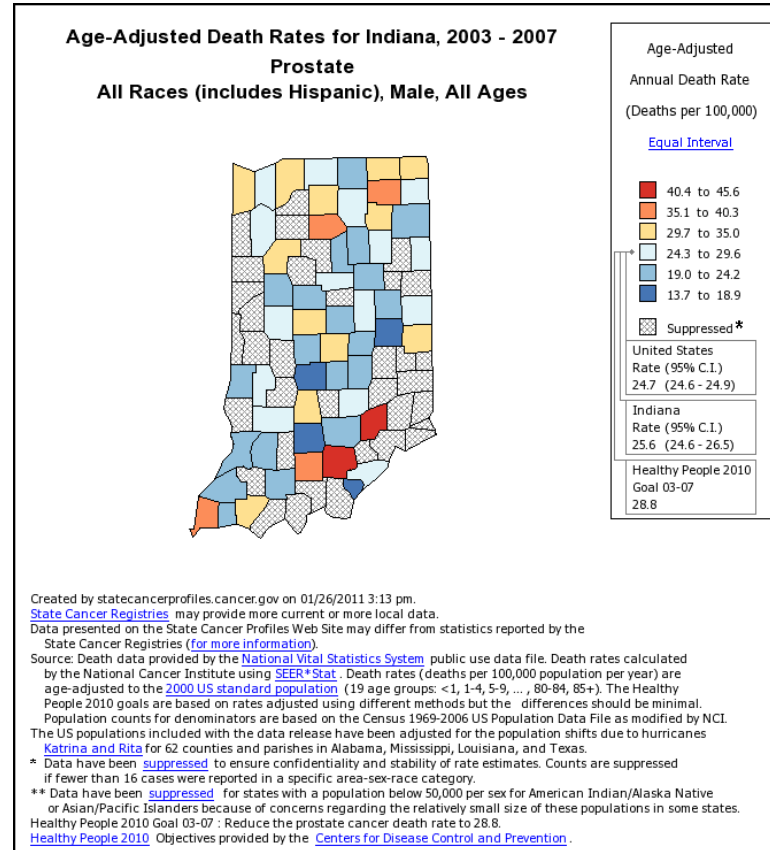 Age-Adjusted Death Rates for Indiana, 2003 - 2007
Prostate
All Races (includes Hispanic), Male, All Ages
Age-Adjusted
Annual Death Rate
(Deaths per 100,000)
Equal Interval
40.4 to 45.6
35.1 to 40.3
29.7 to 35.0
24.3 to 29.6
19.0 to 24.2
13.7 to 18.9
Suppressed*
United States
Rate (95% C.I.)
24.7 (24.6 - 24.9)
Indiana
Rate (95% C.I.)
25.6 (24.6 - 26.5)
Healthy People 2010
Goal 03-07
28.8
Created by statecancerprofiles.cancer.gov on 01/26/2011 3:13 pm.
State Cancer Registries may provide more current or more local data.
Data presented on the State Cancer Profiles Web Site may differ from statistics reported by the
State Cancer Registries (for more information).
Source: Death data provided by the National Vital Statistics System public use data file. Death rates calculated
by the National Cancer Institute using SEER*Stat . Death rates (deaths per 100,000 population per year) are
age-adjusted to the 2000 US standard population (19 age groups: <1, 1-4, 5-9, ... , 80-84, 85+). The Healthy
People 2010 goals are based on rates adjusted using different methods but the differences should be minimal.
Population counts for denominators are based on the Census 1969-2006 US Population Data File as modified by NCI.
The US populations included with the data release have been adjusted for the population shifts due to hurricanes
Katrina and Rita for 62 counties and parishes in Alabama, Mississippi, Louisiana, and Texas.
* Data have been suppressed to ensure confidentiality and stability of rate estimates. Counts are suppressed
if fewer than 16 cases were reported in a specific area-sex-race category.
** Data have been suppressed for states with a population below 50,000 per sex for American Indian/Alaska Native
or Asian/Pacific Islanders because of concerns regarding the relatively small size of these populations in some states.
Healthy People 2010 Goal 03-07 : Reduce the prostate cancer death rate to 28.8.
Healthy People 2010 Objectives provided by the Centers for Disease Control and Prevention .